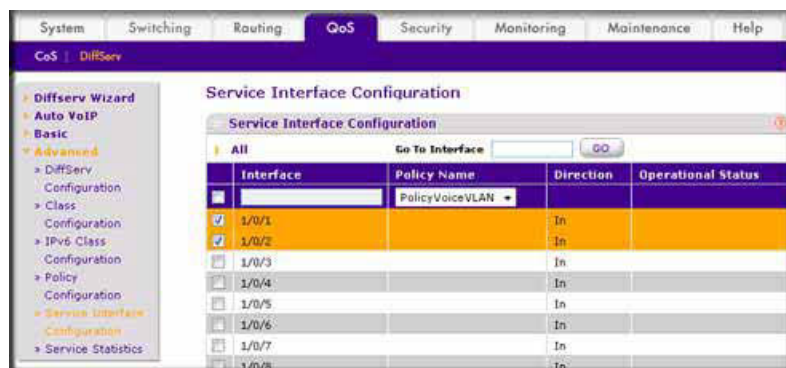 System Switching Routing QoS Security Monitoring Maintenance Help
CoS | DiffServ
Diffserv Wizard
Auto VoIP
Basic
Advanced
» DiffServ
Configuration
» Class
Configuration
» IPv6 Class
Configuration
» Policy
Configuration
» Service Interface
Configuration
» Service Statistics
Service Interface Configuration
Service Interface Configuration
All Go To Interface GO
Interface Policy Name Direction Operational Status
PolicyVoiceVLAN
1/0/1 In
1/0/2 In
1/0/3 In
1/0/4 In
1/0/5 In
1/0/6 In
1/0/7 In
1/0/8 In